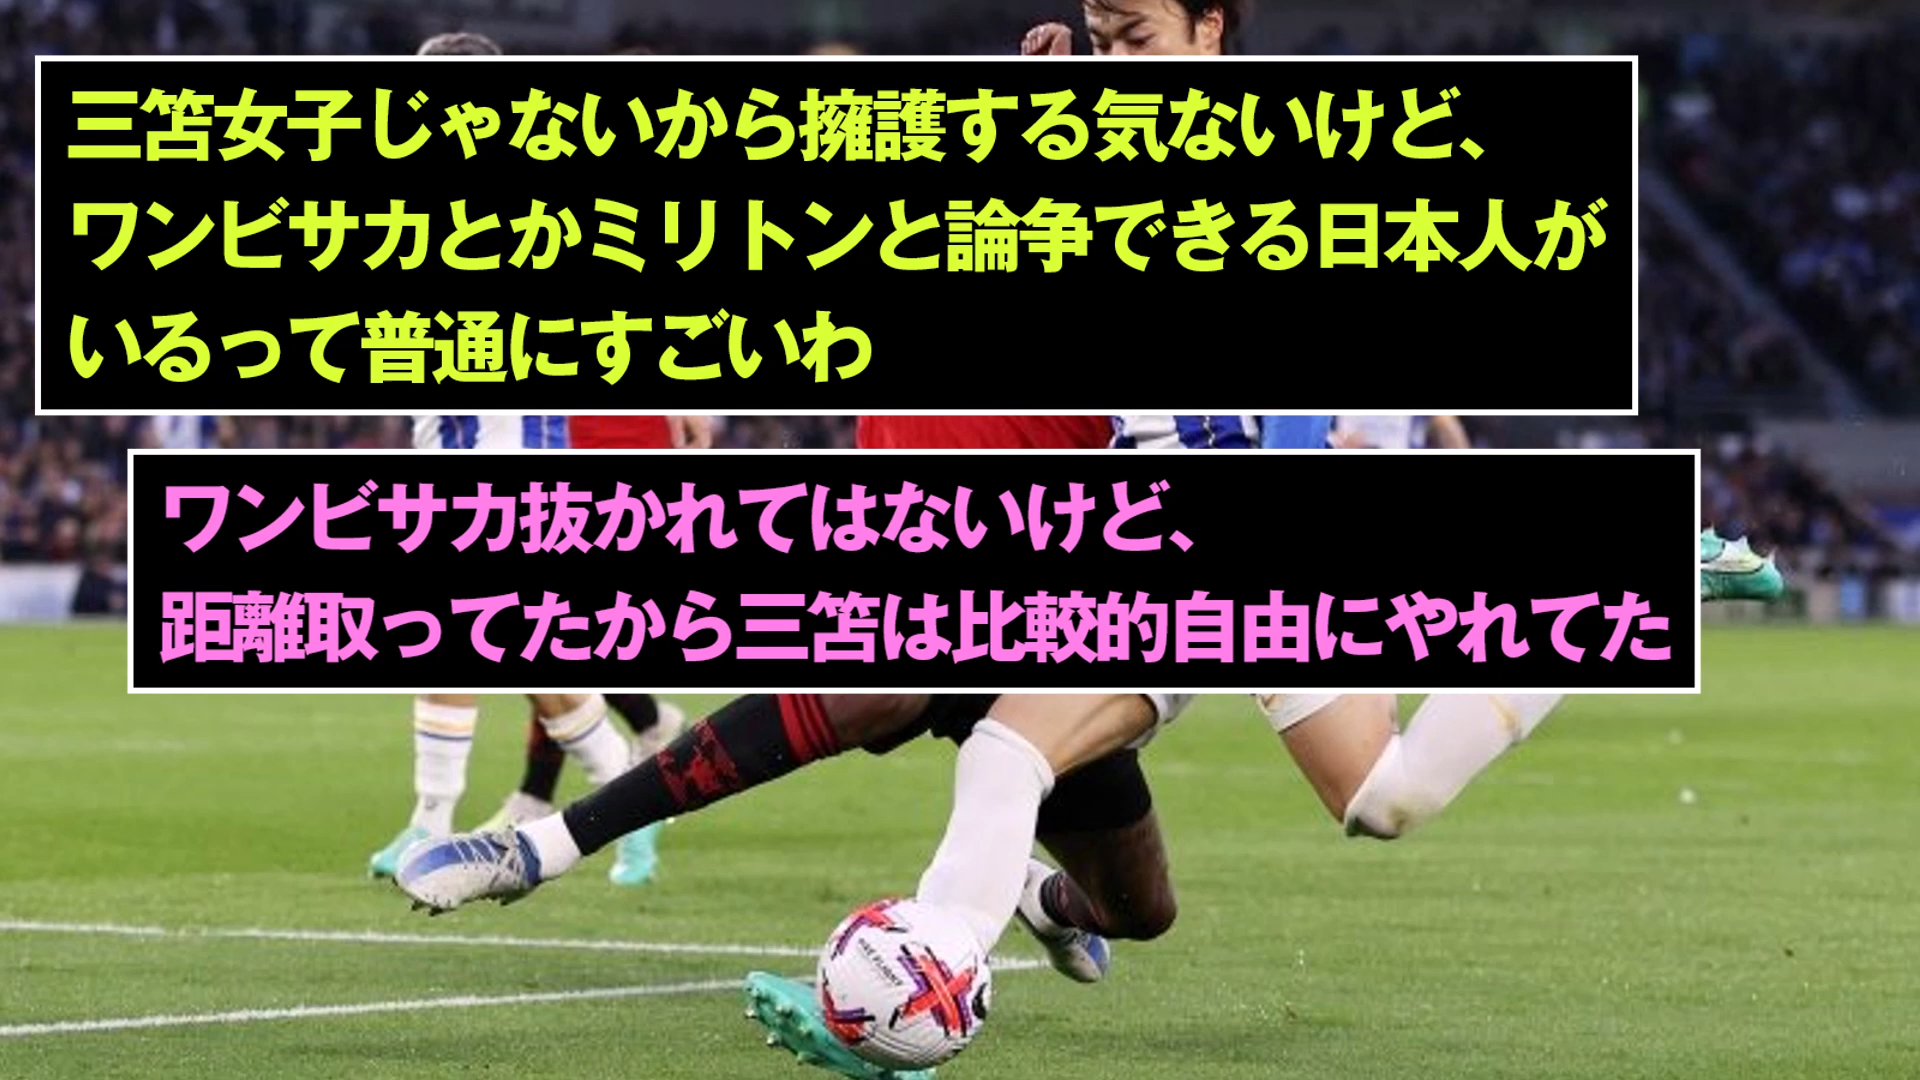 三笘女子じゃないから擁護する気ないけど、
ワンビサカとかミリトンと論争できる日本人が
いるって普通にすごいわ
ワンビサカ抜かれてはないけど、
距離取ってたから三笘は比較的自由にやれてた